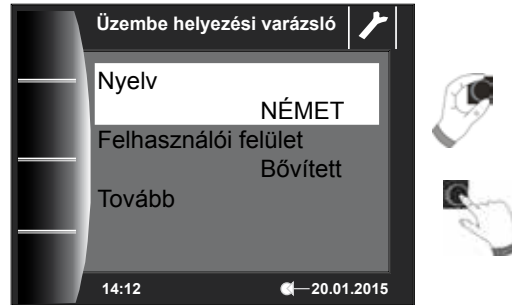 Üzembe helyezési varázsló
Nyelv
NÉMET
Felhasználói felület
Bővített
Tovább
14:12 20.01.2015